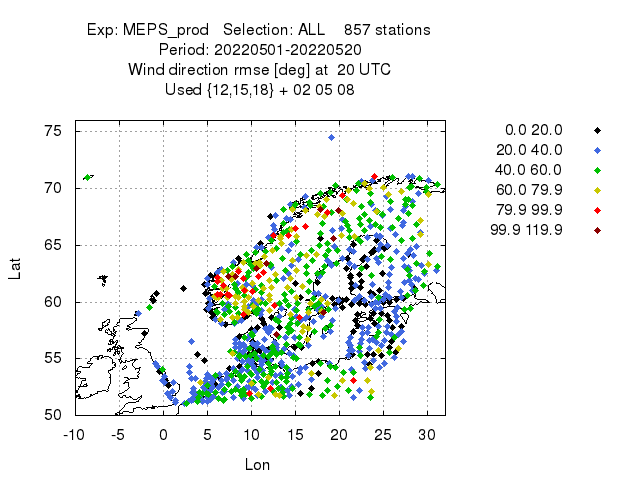 Exp: MEPS_prod Selection: ALL 857 stations
Period: 20220501-20220520
Wind direction rmse [deg] at 20 UTC
Used {12,15,18} + 02 05 08
0.0 20.0
20.0 40.0
40.0 60.0
60.0 79.9
79.9 99.9
99.9 119.9
75
70
65
60
55
50
Lat
-10 -5 0 5 10 15 20 25 30
Lon